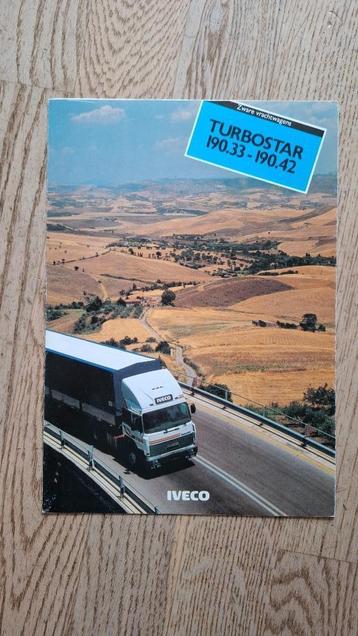 Zware vrachtwagens
TURBOSTAR
190.33-190.42
IVECO
IVECO